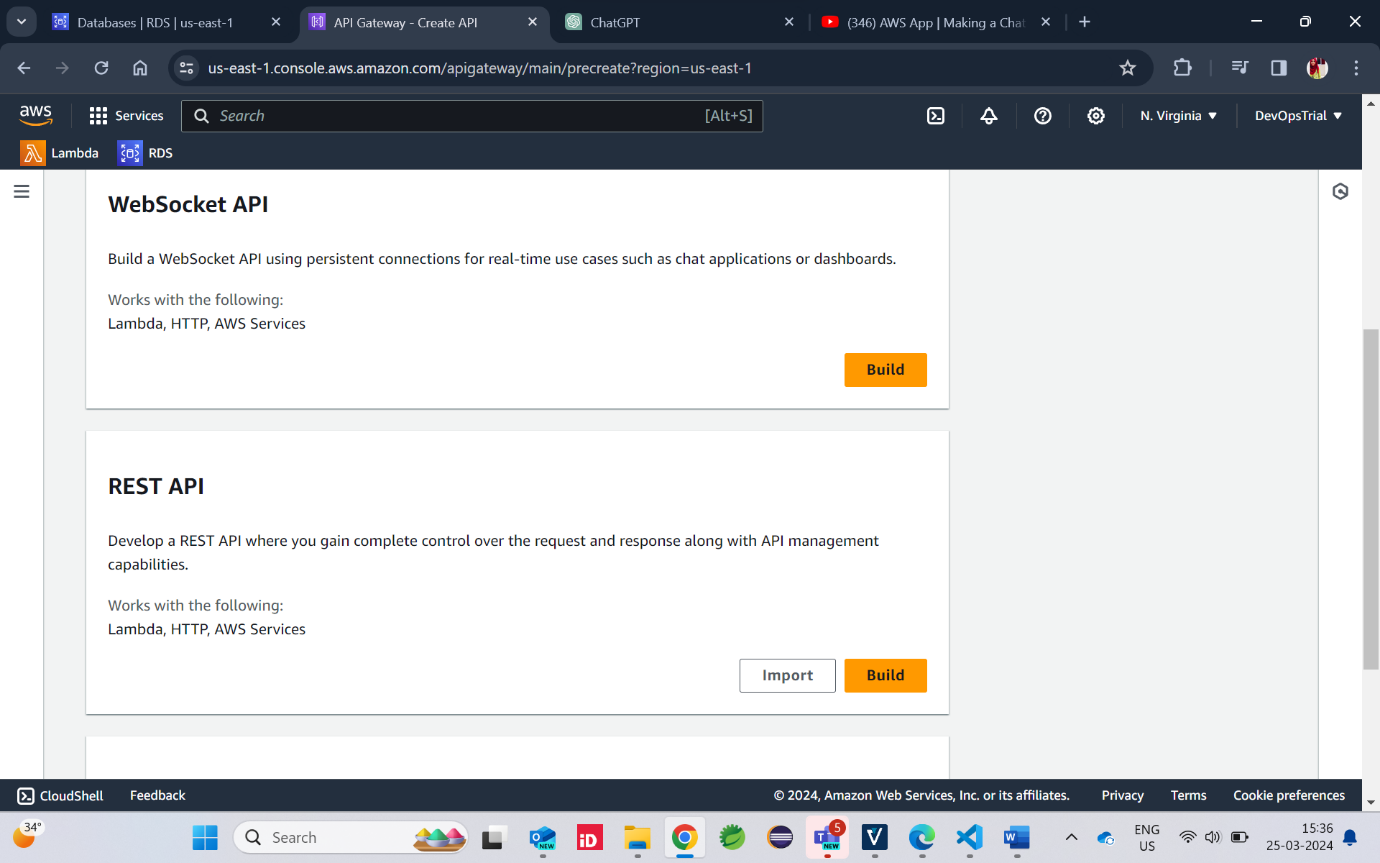 Databases | RDS | us-east-1
API Gateway - Create API
ChatGPT
(346) AWS App | Making a Chat
us-east-1.console.aws.amazon.com/apigateway/main/precreate?region=us-east-1
aws
Services
Search
[Alt+S]
N. Virginia
DevOpsTrial
Lambda
RDS
WebSocket API
Build a WebSocket API using persistent connections for real-time use cases such as chat applications or dashboards.
Works with the following:
Lambda, HTTP, AWS Services
Build
REST API
Develop a REST API where you gain complete control over the request and response along with API management
capabilities.
Works with the following:
Lambda, HTTP, AWS Services
Import
Build
CloudShell
Feedback
© 2024, Amazon Web Services, Inc. or its affiliates.
Privacy
Terms
Cookie preferences
34°
Search
NEW
iD
5
NEW
V
W
ENG
US
15:36
25-03-2024